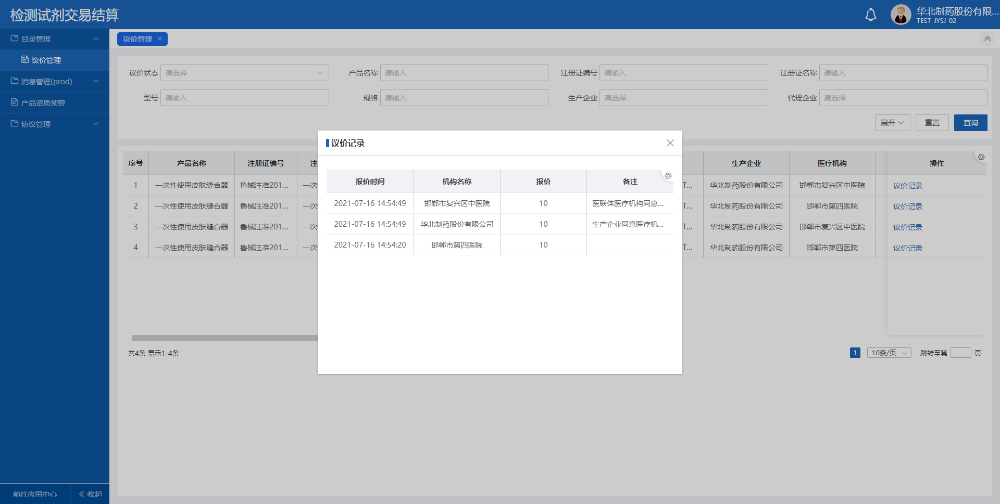 检测试剂交易结算
华北制药股份有限...
TEST_JYSJ_02
目录管理
议价管理
消息管理(prod)
产品资质预警
协议管理
前往应用中心
收起
议价管理
议价状态 请选择 产品名称 请输入 注册证编号 请输入 注册证名称 请输入
型号 请输入 规格 请输入 生产企业 请选择 代理企业 请选择
展开 重置 查询
序号 产品名称 注册证编号 注 生产企业 医疗机构 操作
1 一次性使用皮肤缝合器 鲁械注准201... 一次 T... 华北制药股份有限公司 邯郸市复兴区中医院 议价记录
2 一次性使用皮肤缝合器 鲁械注准201... 一次 T... 华北制药股份有限公司 邯郸市第四医院 议价记录
3 一次性使用皮肤缝合器 鲁械注准201... 一次 T... 华北制药股份有限公司 邯郸市复兴区中医院 议价记录
4 一次性使用皮肤缝合器 鲁械注准201... 一次 T... 华北制药股份有限公司 邯郸市第四医院 议价记录
共4条 显示1-4条 1 10条/页 跳转至第 页
议价记录
报价时间 机构名称 报价 备注
2021-07-16 14:54:49 邯郸市复兴区中医院 10 医联体医疗机构同意...
2021-07-16 14:54:49 华北制药股份有限公司 10 生产企业同意医疗机...
2021-07-16 14:54:20 邯郸市第四医院 10